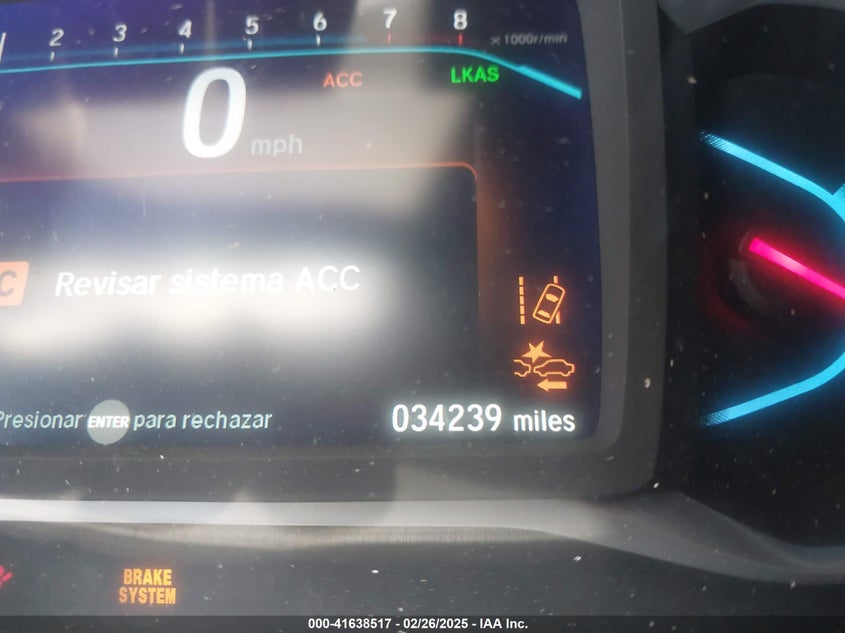 2 3 4 5 6 7 8 x 1000r/min
0 mph
ACC
LKAS
Revisar sistema ACC
Presionar ENTER para rechazar
034239 miles
BRAKE
SYSTEM
000-41638517 - 02/26/2025 - IAA Inc.